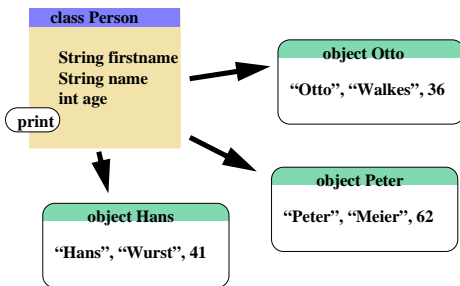 class Person
String firstname
String name
int age
print
object Otto
“Otto”, “Walkes”, 36
object Peter
“Peter”, “Meier”, 62
object Hans
“Hans”, “Wurst”, 41